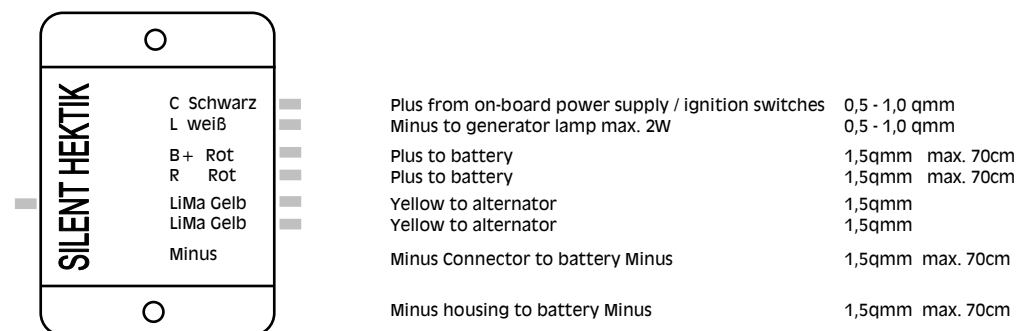 SILENT HEKTIK
C Schwarz Plus from on-board power supply / ignition switches 0,5 - 1,0 qmm
L weiß Minus to generator lamp max. 2W 0,5 - 1,0 qmm
B+ Rot Plus to battery 1,5qmm max. 70cm
R Rot Plus to battery 1,5qmm max. 70cm
LiMa Gelb Yellow to alternator 1,5qmm
LiMa Gelb Yellow to alternator 1,5qmm
Minus Minus Connector to battery Minus 1,5qmm max. 70cm
Minus housing to battery Minus 1,5qmm max. 70cm